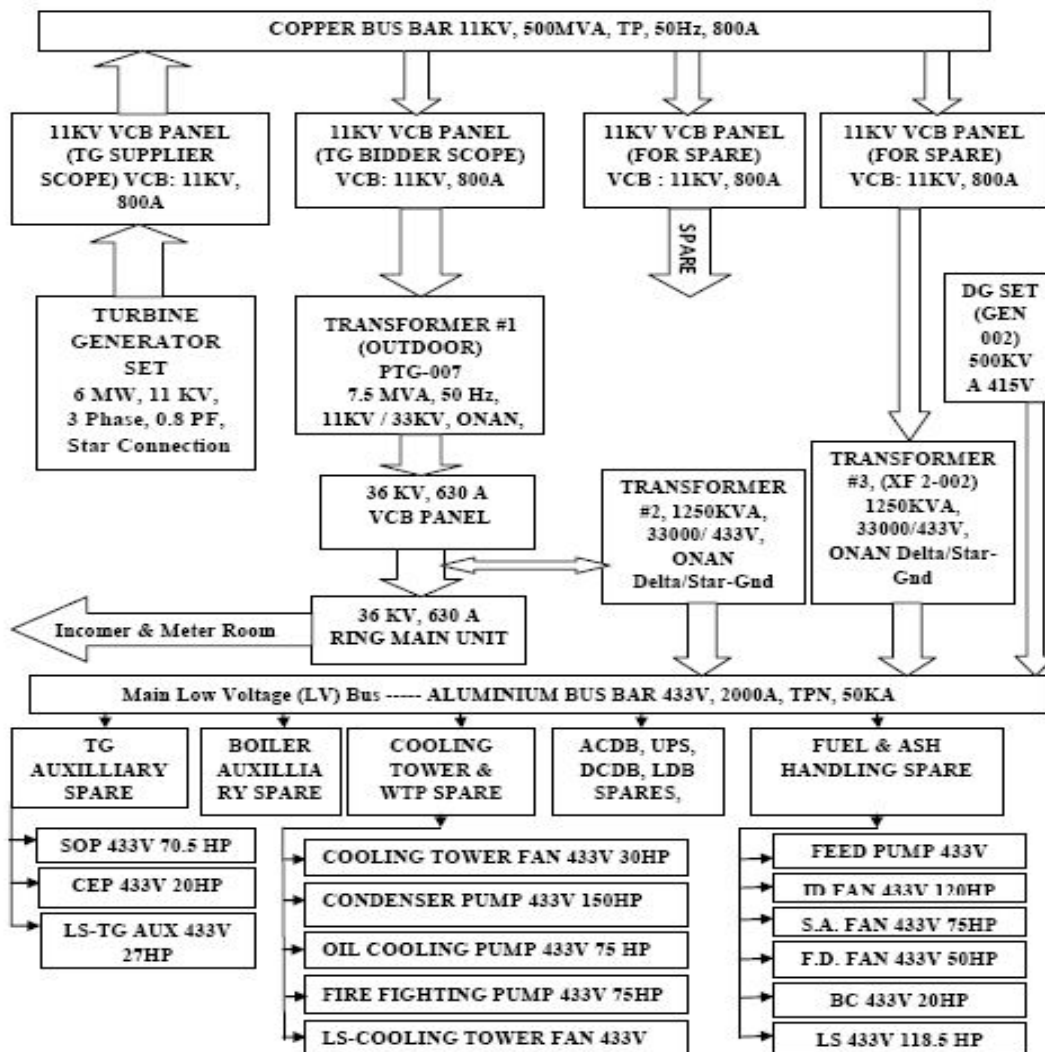 COPPER BUS BAR 11KV, 500MVA, TP, 50Hz, 800A
11KV VCB PANEL
(TG SUPPLIER
SCOPE) VCB: 11KV,
800A
11KV VCB PANEL
(TG BIDDER SCOPE)
VCB: 11KV, 800A
11KV VCB PANEL
(FOR SPARE)
VCB : 11KV, 800A
11KV VCB PANEL
(FOR SPARE)
VCB: 11KV, 800A
SPARE
TURBINE
GENERATOR
SET
6 MW, 11 KV,
3 Phase, 0.8 PF,
Star Connection
TRANSFORMER #1
(OUTDOOR)
PTG-007
7.5 MVA, 50 Hz,
11KV / 33KV, ONAN,
DG SET
(GEN
002)
500KV
A 415V
36 KV, 630 A
VCB PANEL
TRANSFORMER
#2, 1250KVA,
33000/ 433V,
ONAN
Delta/Star-Gnd
TRANSFORMER
#3, (XF 2-002)
1250KVA,
33000/433V,
ONAN Delta/Star-
Gnd
Incomer & Meter Room
36 KV, 630 A
RING MAIN UNIT
Main Low Voltage (LV) Bus ----- ALUMINIUM BUS BAR 433V, 2000A, TPN, 50KA
TG
AUXILLIARY
SPARE
BOILER
AUXILLIA
RY SPARE
COOLING
TOWER &
WTP SPARE
ACDB, UPS,
DCDB, LDB
SPARES,
FUEL & ASH
HANDLING SPARE
SOP 433V 70.5 HP
CEP 433V 20HP
LS-TG AUX 433V
27HP
COOLING TOWER FAN 433V 30HP
CONDENSER PUMP 433V 150HP
OIL COOLING PUMP 433V 75 HP
FIRE FIGHTING PUMP 433V 75HP
LS-COOLING TOWER FAN 433V
FEED PUMP 433V
ID FAN 433V 120HP
S.A. FAN 433V 75HP
F.D. FAN 433V 50HP
BC 433V 20HP
LS 433V 118.5 HP